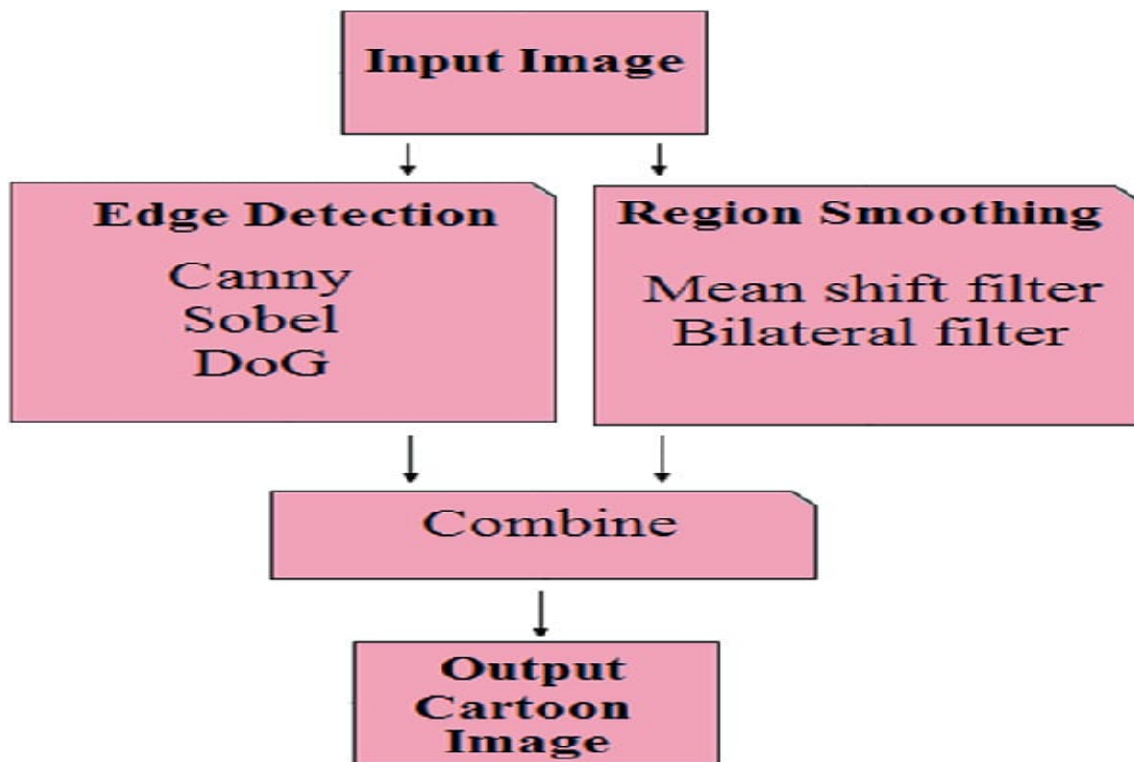 Input Image
Edge Detection
Canny
Sobel
DoG
Region Smoothing
Mean shift filter
Bilateral filter
Combine
Output
Cartoon
Image